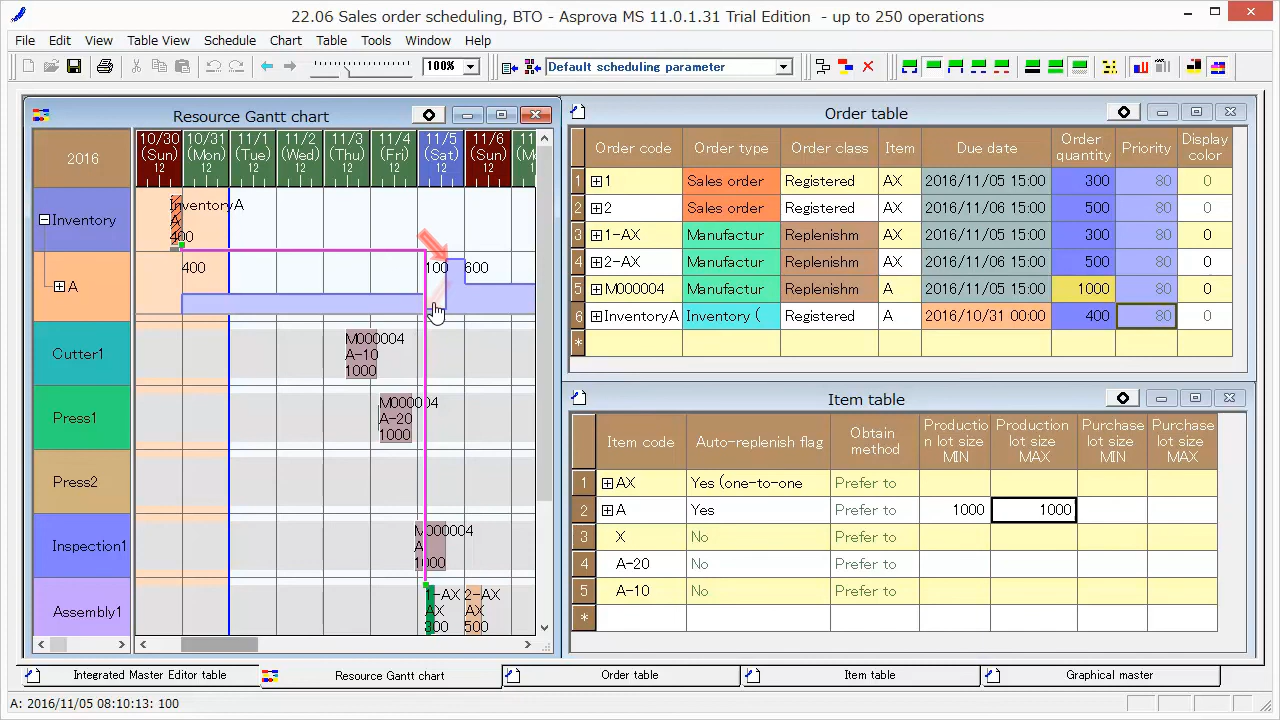 22.06 Sales order scheduling, BTO - Asprova MS 11.0.1.31 Trial Edition - up to 250 operations
File Edit View Table View Schedule Chart Table Tools Window Help
100% Default scheduling parameter
Resource Gantt chart
2016
10/30 10/31 11/1 11/2 11/3 11/4 11/5 11/6
(Sun) (Mon) (Tue) (Wed) (Thu) (Fri) (Sat) (Sun)
12 12 12 12 12 12 12 12
Inventory
InventoryA
A
400
A
400 100 600
Cutter1
M000004
A-10
1000
Press1
M000004
A-20
1000
Press2
Inspection1
M000004
A
1000
Assembly1
1-AX 2-AX
AX AX
300 500
Order table
Order code Order type Order class Item Due date Order quantity Priority Display color
1 1 Sales order Registered AX 2016/11/05 15:00 300 80 0
2 2 Sales order Registered AX 2016/11/06 15:00 500 80 0
3 1-AX Manufactur Replenishm AX 2016/11/05 15:00 300 80 0
4 2-AX Manufactur Replenishm AX 2016/11/06 15:00 500 80 0
5 M000004 Manufactur Replenishm A 2016/11/05 15:00 1000 80 0
6 InventoryA Inventory ( Registered A 2016/10/31 00:00 400 80 0
*
Item table
Item code Auto-replenish flag Obtain method Productio n lot size MIN Production lot size MAX Purchase lot size MIN Purchase lot size MAX
1 AX Yes (one-to-one Prefer to
2 A Yes Prefer to 1000 1000
3 X No Prefer to
4 A-20 No Prefer to
5 A-10 No Prefer to
*
Integrated Master Editor table Resource Gantt chart Order table Item table Graphical master
A: 2016/11/05 08:10:13: 100